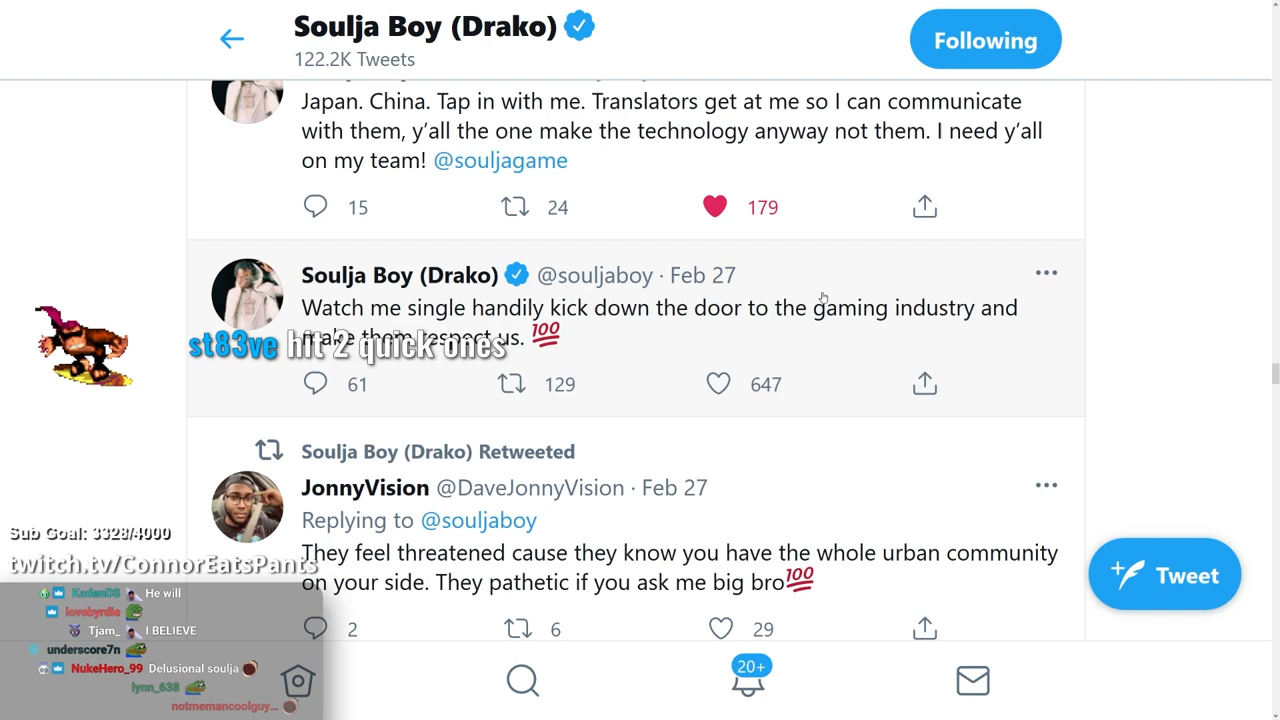 Soulja Boy (Drako)
122.2K Tweets
Following
Japan. China. Tap in with me. Translators get at me so I can communicate
with them, y’all the one make the technology anyway not them. I need y’all
on my team! @souljagame
15 24 179
Soulja Boy (Drako) @souljaboy · Feb 27
Watch me single handily kick down the door to the gaming industry and
make them respect us. 💯
st83ve hit 2 quick ones
61 129 647
Soulja Boy (Drako) Retweeted
JonnyVision @DaveJonnyVision · Feb 27
Replying to @souljaboy
They feel threatened cause they know you have the whole urban community
on your side. They pathetic if you ask me big bro💯
2 6 29
Tweet
20+
Sub Goal: 3328/4000
twitch.tv/ConnorEatsPants
KadenDS He will
lovebyrdie
Tjam_ I BELIEVE
underscore7n
NukeHero_99 Delusional soulja
lynn_638
notmemancoolguy...